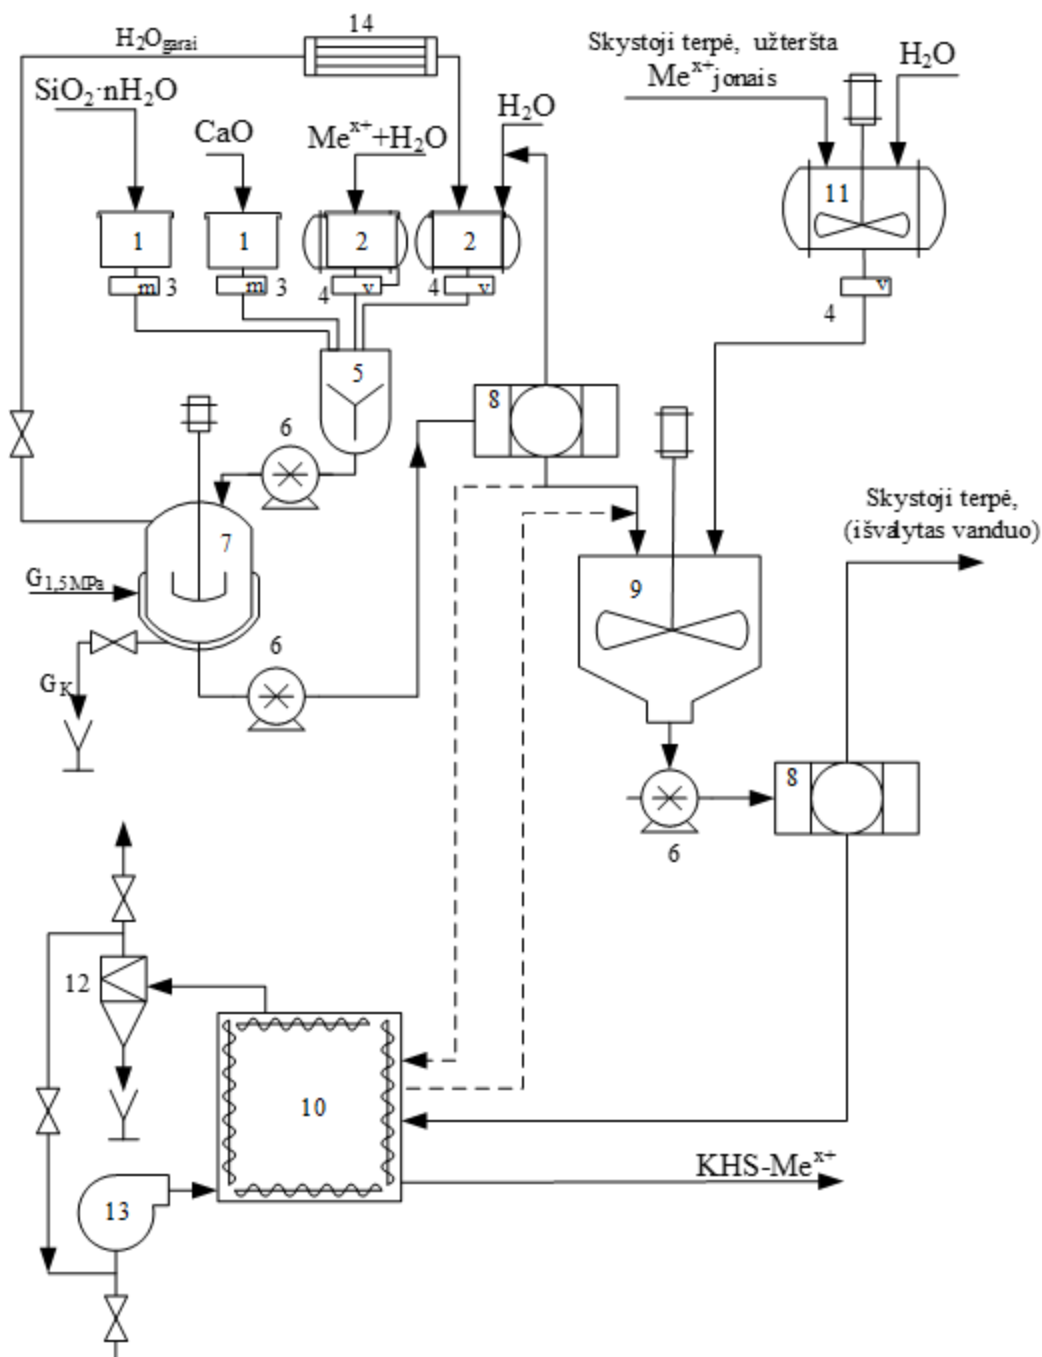 14
H₂Ogarai
Skystoji terpė, užteršta
Meˣ⁺jonais
H₂O
SiO₂·nH₂O
CaO
Meˣ⁺+H₂O
H₂O
11
1
1
2
2
m 3
m 3
4 v
4 v
v
4
5
8
6
7
Skystoji terpė,
(išvalytas vanduo)
G1,5MPa
9
6
GK
8
6
12
10
KHS-Meˣ⁺
13